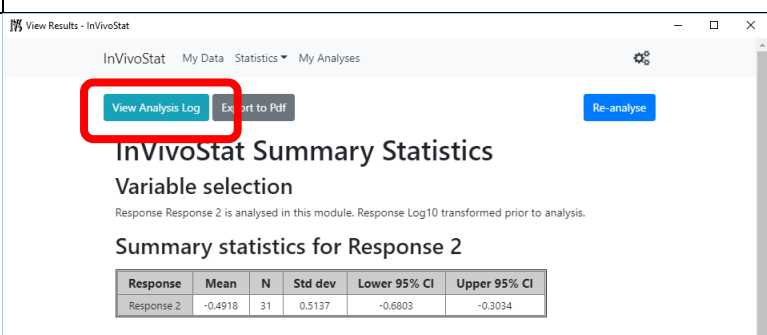 View Results - InVivoStat
InVivoStat My Data Statistics My Analyses
View Analysis Log Export to Pdf Re-analyse
InVivoStat Summary Statistics
Variable selection
Response Response 2 is analysed in this module. Response Log10 transformed prior to analysis.
Summary statistics for Response 2
Response Mean N Std dev Lower 95% CI Upper 95% CI
Response 2 -0.4918 31 0.5137 -0.6803 -0.3034